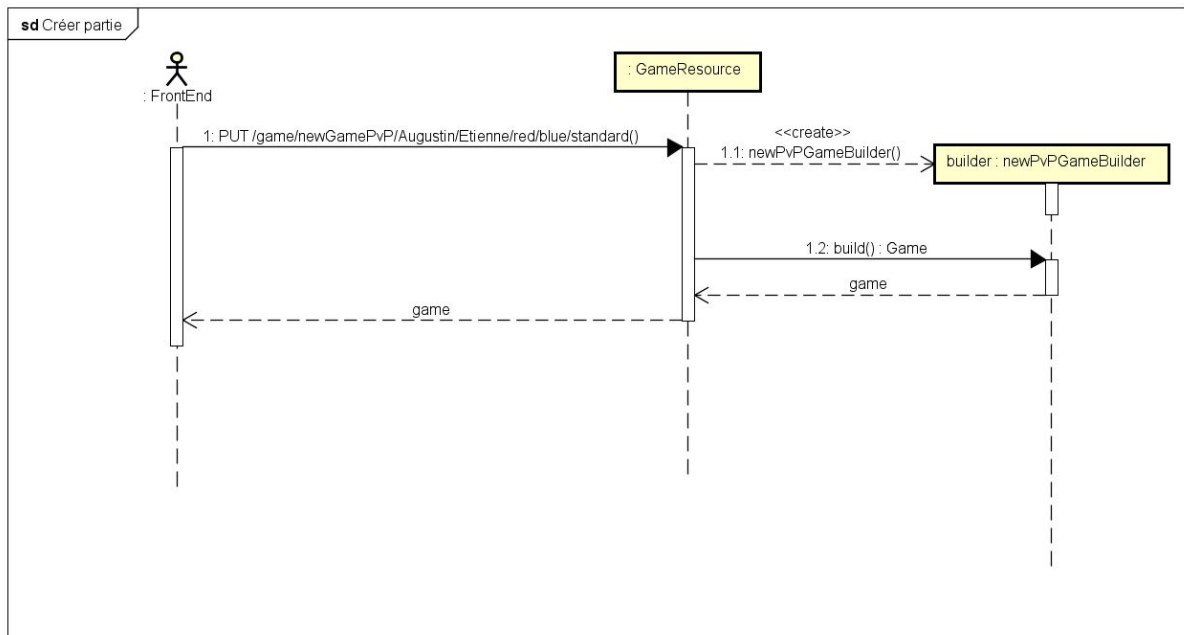 sd Créer partie
: FrontEnd
: GameResource
1: PUT /game/newGamePvP/Augustin/Etienne/red/blue/standard()
<<create>>
1.1: newPvPGameBuilder()
builder : newPvPGameBuilder
1.2: build() : Game
game
game